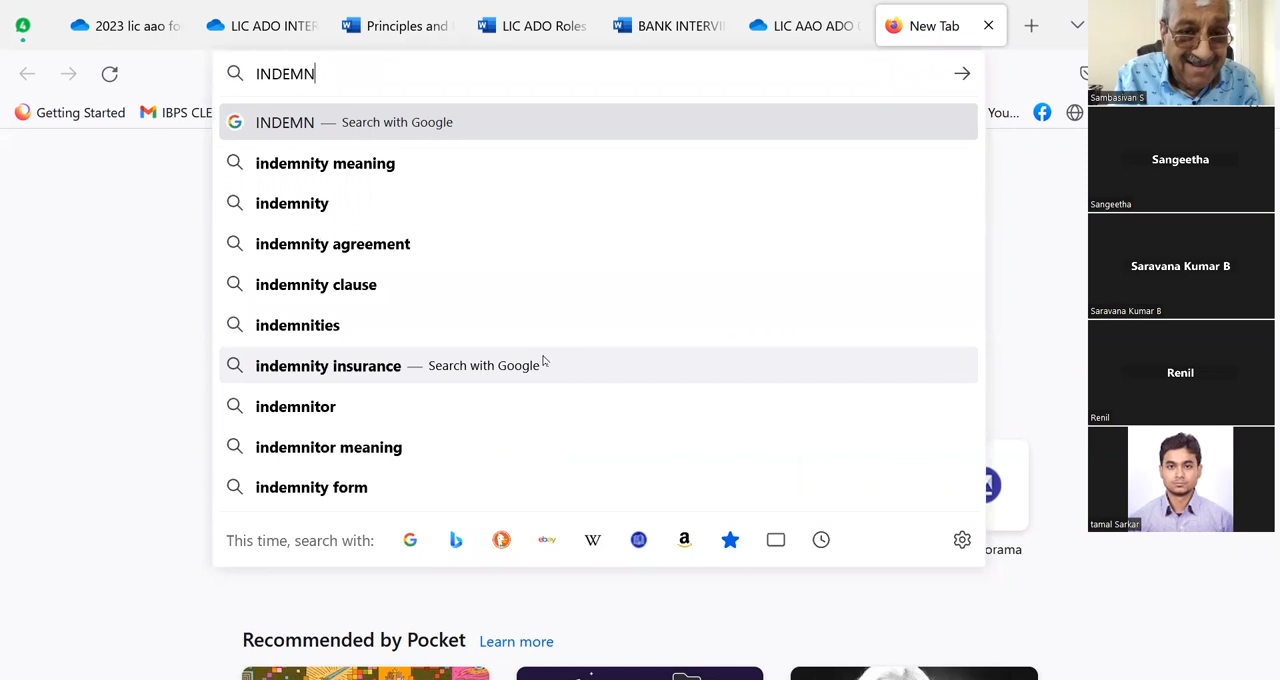 4
2023 lic aao fo
LIC ADO INTER
Principles and
LIC ADO Roles
BANK INTERVI
LIC AAO ADO
New Tab
INDEMN
Getting Started
IBPS CLE
You...
INDEMN — Search with Google
indemnity meaning
indemnity
indemnity agreement
indemnity clause
indemnities
indemnity insurance — Search with Google
indemnitor
indemnitor meaning
indemnity form
This time, search with:
ebay
W
a
orama
Recommended by Pocket Learn more
Sambasivan S
Sangeetha
Sangeetha
Saravana Kumar B
Saravana Kumar B
Renil
Renil
tamal Sarkar